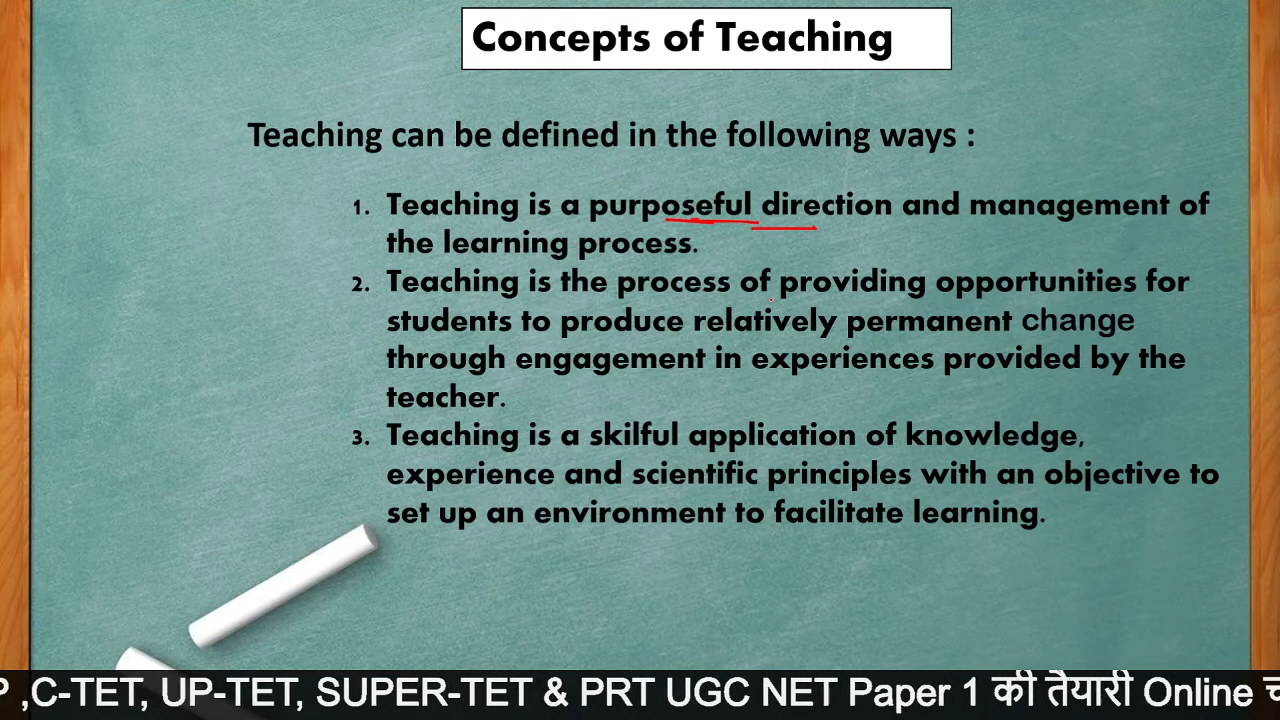 Concepts of Teaching
Teaching can be defined in the following ways :
1. Teaching is a purposeful direction and management of
the learning process.
2. Teaching is the process of providing opportunities for
students to produce relatively permanent change
through engagement in experiences provided by the
teacher.
3. Teaching is a skilful application of knowledge,
experience and scientific principles with an objective to
set up an environment to facilitate learning.
P ,C-TET, UP-TET, SUPER-TET & PRT UGC NET Paper 1 की तैयारी Online